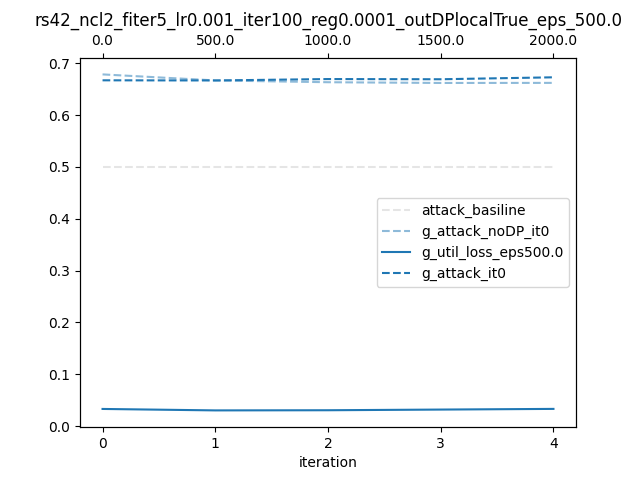 rs42_ncl2_fiter5_lr0.001_iter100_reg0.0001_outDPlocalTrue_eps_500.0
0.0 500.0 1000.0 1500.0 2000.0
0.7
0.6
0.5
0.4
0.3
0.2
0.1
0.0
attack_basiline
g_attack_noDP_it0
g_util_loss_eps500.0
g_attack_it0
0 1 2 3 4
iteration